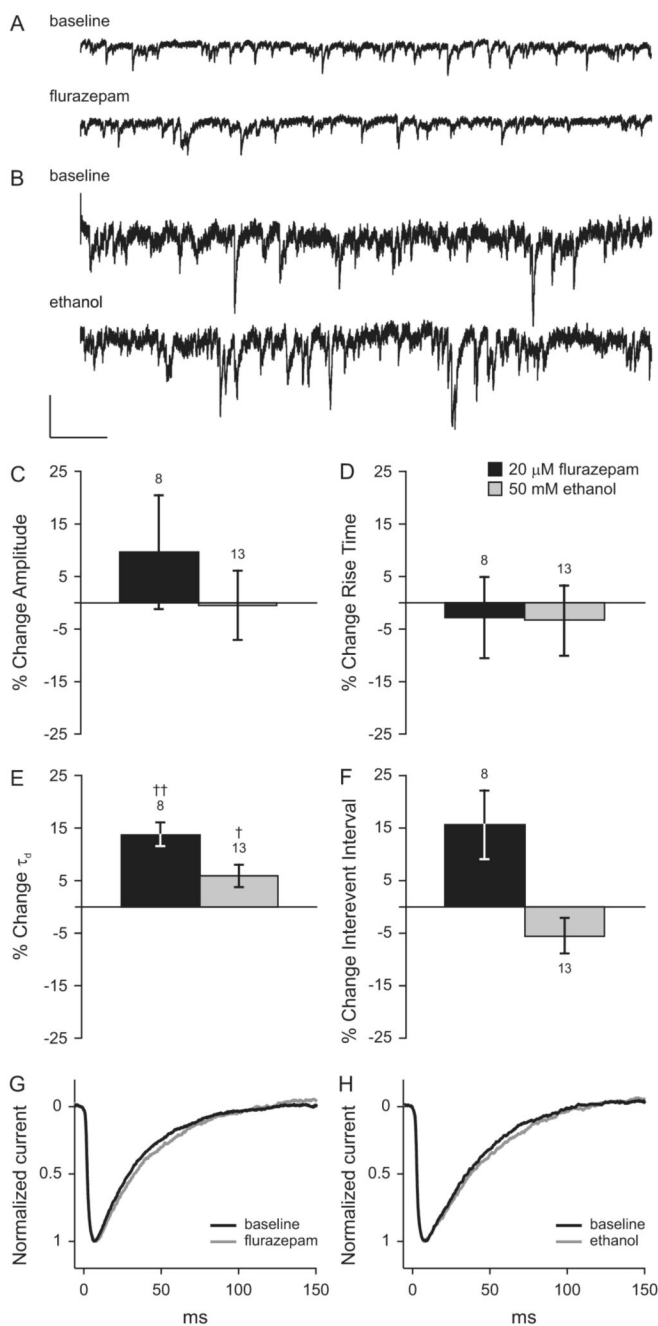 A
baseline
flurazepam
B
baseline
ethanol
C
% Change Amplitude
25
15
5
-5
-15
-25
8
13
D
% Change Rise Time
25
15
5
-5
-15
-25
8
13
20 μM flurazepam
50 mM ethanol
E
% Change τd
25
15
5
-5
-15
-25
††
8
†
13
F
% Change Interevent Interval
25
15
5
-5
-15
-25
8
13
G
Normalized current
0
0.5
1
baseline
flurazepam
0 50 100 150
ms
H
Normalized current
0
0.5
1
baseline
ethanol
0 50 100 150
ms